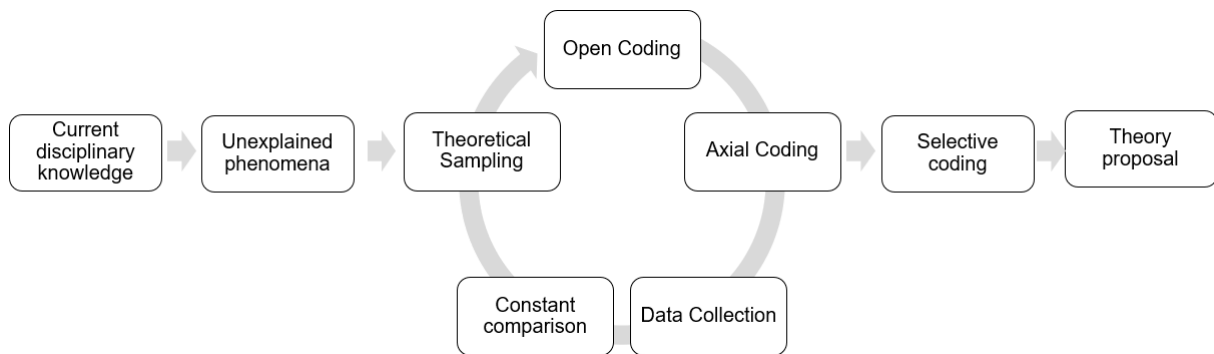 Open Coding
Current
disciplinary
knowledge
Unexplained
phenomena
Theoretical
Sampling
Axial Coding
Selective
coding
Theory
proposal
Constant
comparison
Data Collection